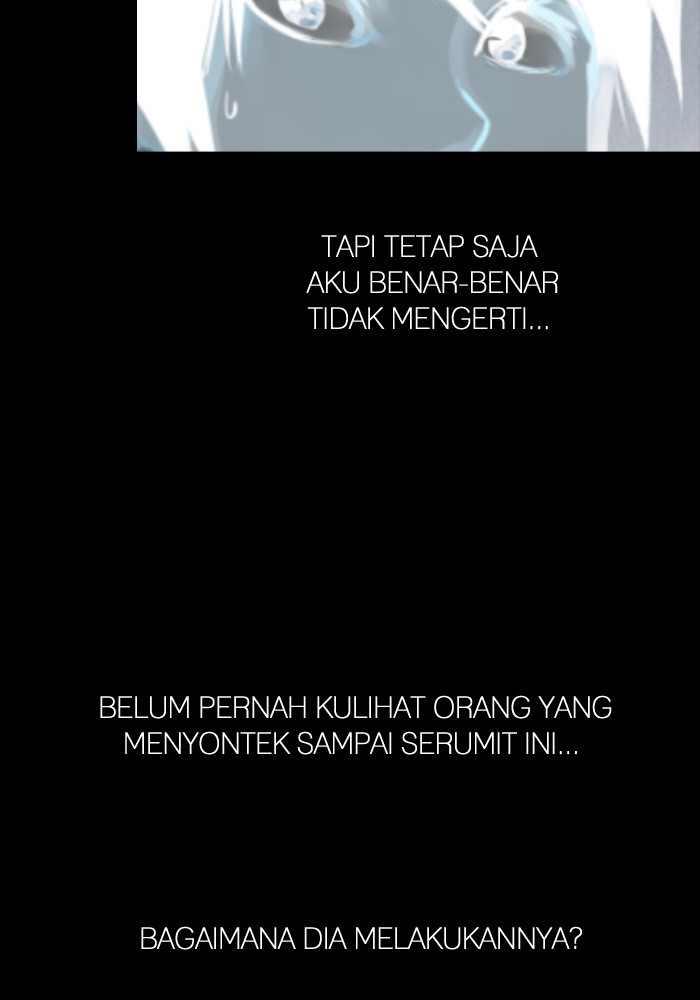 TAPI TETAP SAJA
AKU BENAR-BENAR
TIDAK MENGERTI...
BELUM PERNAH KULIHAT ORANG YANG
MENYONTEK SAMPAI SERUMIT INI...
BAGAIMANA DIA MELAKUKANNYA?